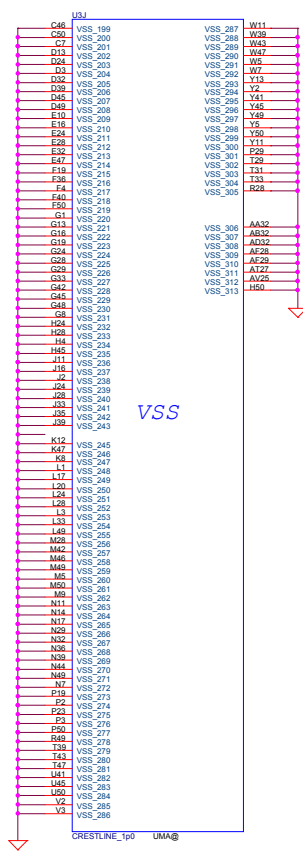 U3J
C46 VSS_199
C50 VSS_200
C7 VSS_201
D13 VSS_202
D24 VSS_203
D3 VSS_204
D32 VSS_205
D39 VSS_206
D45 VSS_207
D49 VSS_208
E10 VSS_209
E16 VSS_210
E24 VSS_211
E28 VSS_212
E32 VSS_213
E47 VSS_214
F19 VSS_215
F36 VSS_216
F4 VSS_217
F40 VSS_218
F50 VSS_219
G1 VSS_220
G13 VSS_221
G16 VSS_222
G19 VSS_223
G24 VSS_224
G28 VSS_225
G29 VSS_226
G33 VSS_227
G42 VSS_228
G45 VSS_229
G48 VSS_230
G8 VSS_231
H24 VSS_232
H28 VSS_233
H4 VSS_234
H45 VSS_235
J11 VSS_236
J16 VSS_237
J2 VSS_238
J24 VSS_239
J28 VSS_240
J33 VSS_241
J35 VSS_242
J39 VSS_243
K12 VSS_245
K47 VSS_246
K8 VSS_247
L1 VSS_248
L17 VSS_249
L20 VSS_250
L24 VSS_251
L28 VSS_252
L3 VSS_253
L33 VSS_254
L49 VSS_255
M28 VSS_256
M42 VSS_257
M46 VSS_258
M49 VSS_259
M5 VSS_260
M50 VSS_261
M9 VSS_262
N11 VSS_263
N14 VSS_264
N17 VSS_265
N29 VSS_266
N32 VSS_267
N36 VSS_268
N39 VSS_269
N44 VSS_270
N49 VSS_271
N7 VSS_272
P19 VSS_273
P2 VSS_274
P23 VSS_275
P3 VSS_276
P50 VSS_277
R49 VSS_278
T39 VSS_279
T43 VSS_280
T47 VSS_281
U41 VSS_282
U45 VSS_283
U50 VSS_284
V2 VSS_285
V3 VSS_286
VSS
VSS_287 W11
VSS_288 W39
VSS_289 W43
VSS_290 W47
VSS_291 W5
VSS_292 W7
VSS_293 Y13
VSS_294 Y2
VSS_295 Y41
VSS_296 Y45
VSS_297 Y49
VSS_298 Y5
VSS_299 Y50
VSS_300 Y11
VSS_301 P29
VSS_302 T29
VSS_303 T31
VSS_304 T33
VSS_305 R28
VSS_306 AA32
VSS_307 AB32
VSS_308 AD32
VSS_309 AF28
VSS_310 AF29
VSS_311 AT27
VSS_312 AV25
VSS_313 H50
CRESTLINE_1p0 UMA@